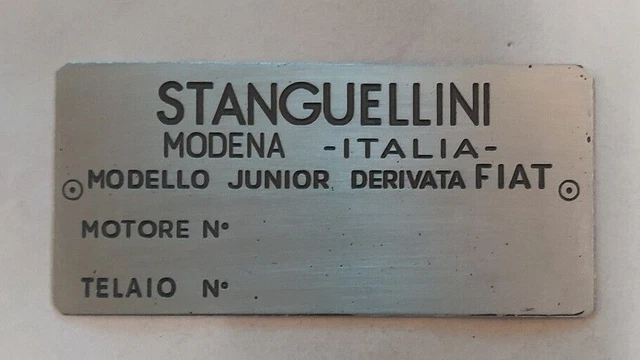 STANGUELLINI
MODENA -ITALIA-
MODELLO JUNIOR DERIVATA FIAT
MOTORE N°
TELAIO N°